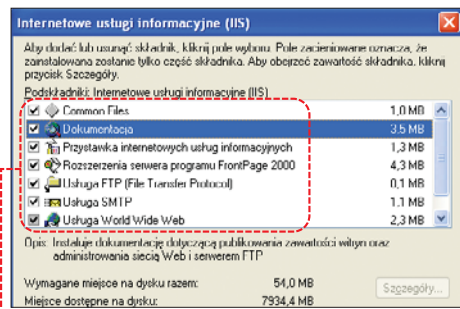 Internetowe usługi informacyjne (IIS)
Aby dodać lub usunąć składnik, kliknij pole wyboru. Pole zacieniowane oznacza, że
zainstalowana zostanie tylko część składnika. Aby obejrzeć zawartość składnika, kliknij
przycisk Szczegóły.
Podskładniki: Internetowe usługi informacyjne (IIS)
Common Files 1,0 MB
Dokumentacja 3,5 MB
Przystawka internetowych usług informacyjnych 1,3 MB
Rozszerzenia serwera programu FrontPage 2000 4,3 MB
Usługa FTP (File Transfer Protocol) 0,1 MB
Usługa SMTP 1,1 MB
Usługa World Wide Web 2,3 MB
Opis: Instaluje dokumentację dotyczącą publikowania zawartości witryn oraz
administrowania siecią Web i serwerem FTP
Wymagane miejsce na dysku razem: 54,0 MB
Szczegóły...
Miejsce dostępne na dysku: 7934,4 MB